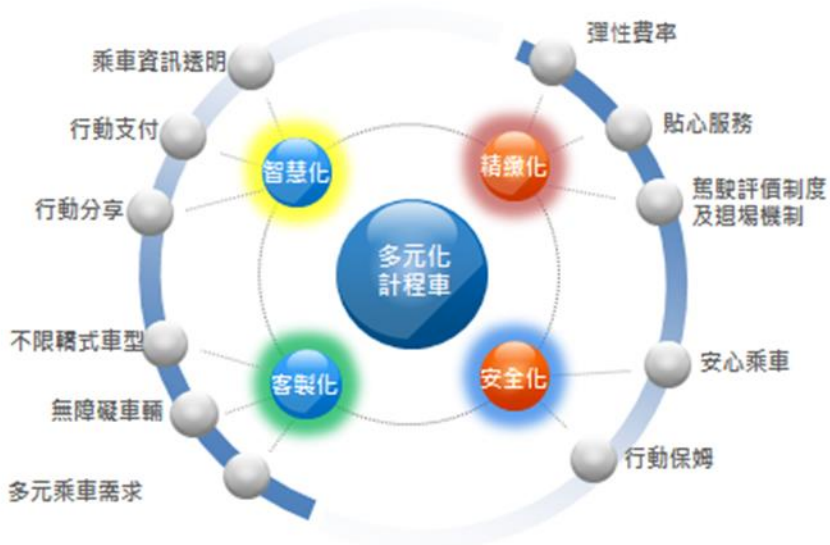 多元化
計程車
智慧化
乘車資訊透明
行動支付
行動分享
精緻化
彈性費率
貼心服務
駕駛評價制度
及退場機制
客製化
不限轎式車型
無障礙車輛
多元乘車需求
安全化
安心乘車
行動保姆